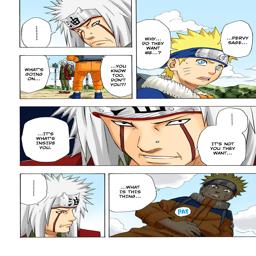 ...PERVY
SAGE...
WHY...
DO THEY
WANT
ME...?
...YOU
KNOW
TOO,
DON'T
YOU?!
WHAT'S
GOING
ON...
IT'S NOT
YOU THEY
WANT...
...IT'S
WHAT'S
INSIDE
YOU.
...WHAT
IS THIS
THING...